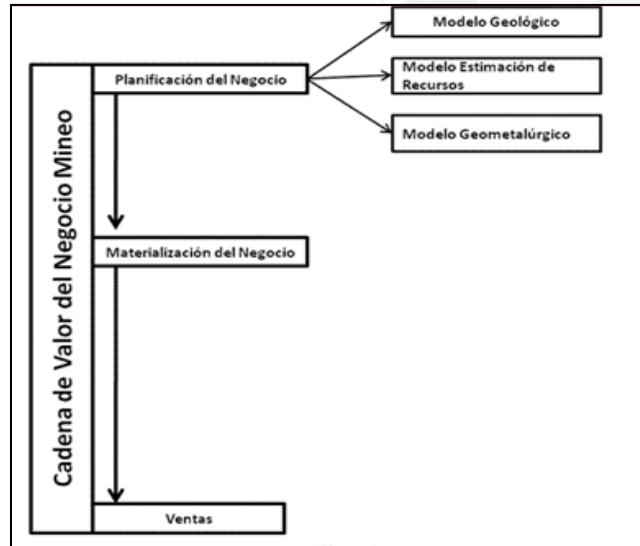 Cadena de Valor del Negocio Mineo
Planificación del Negocio
Modelo Geológico
Modelo Estimación de
Recursos
Modelo Geometalúrgico
Materialización del Negocio
Ventas